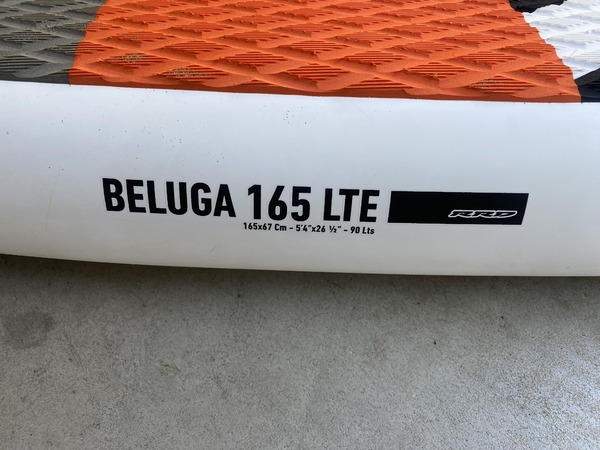 BELUGA 165 LTE RRD
165x67 Cm - 5'4"x26 ½" - 90 Lts